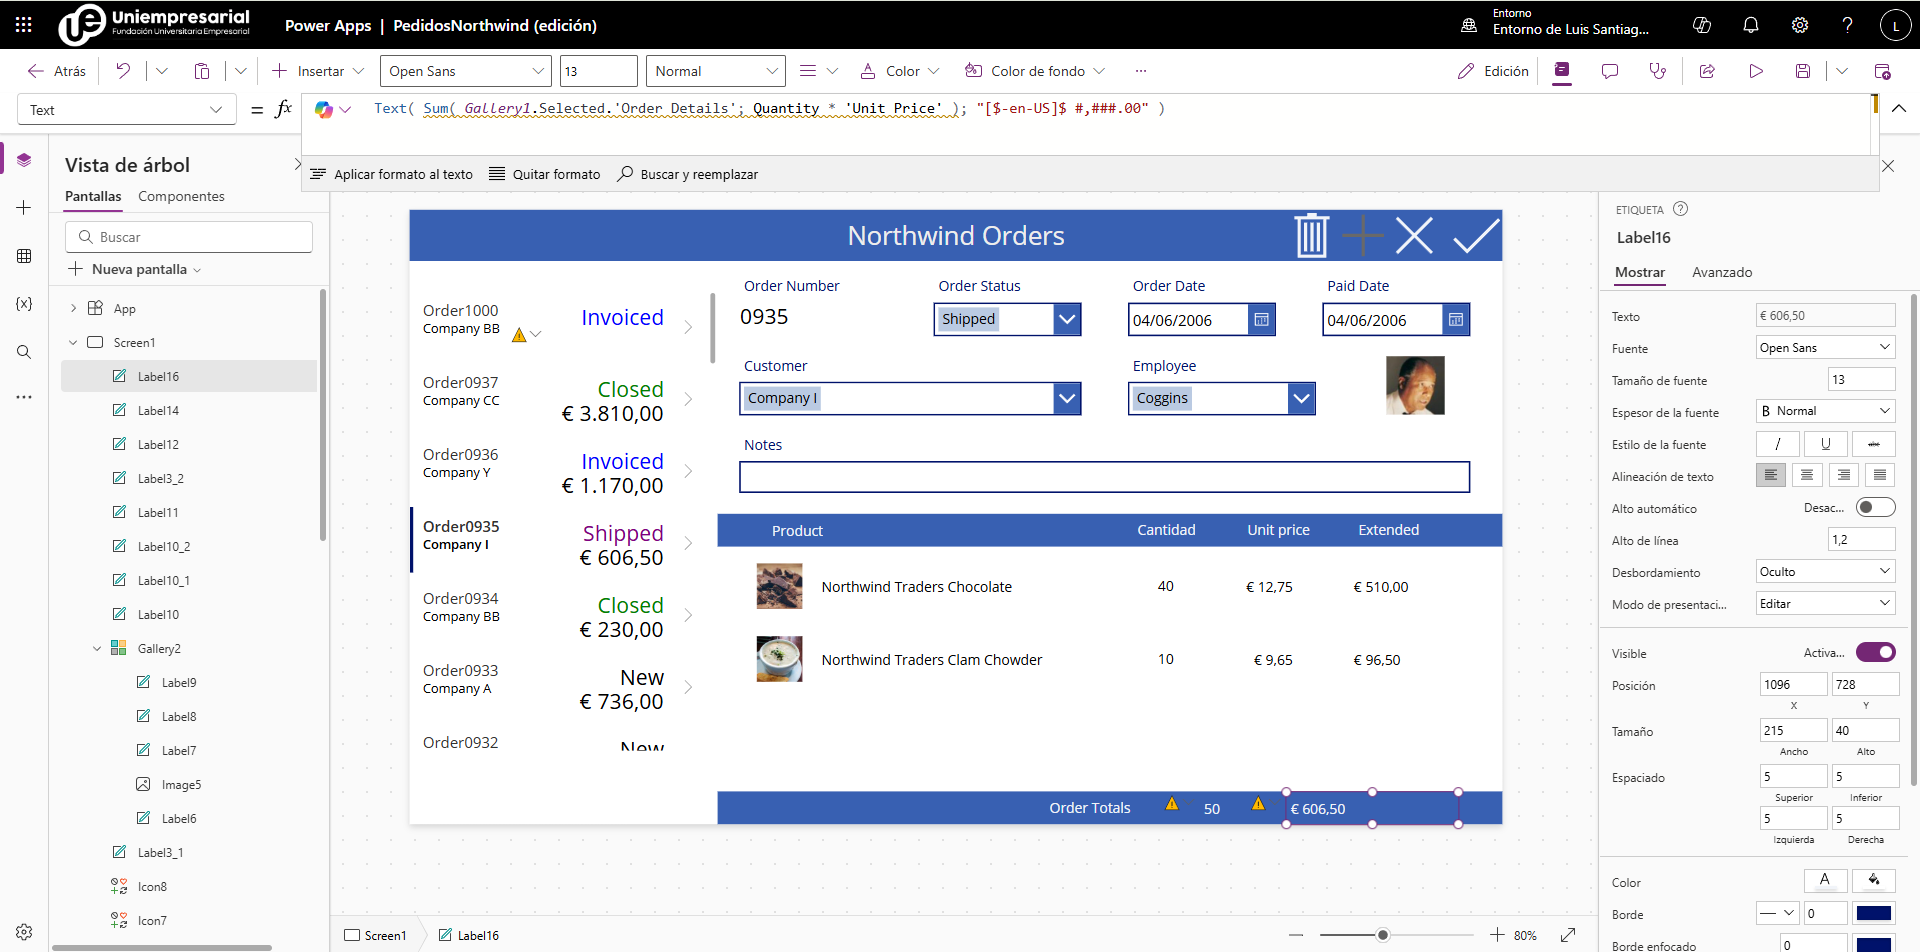 Uniempresarial
Fundación Universitaria Empresarial
Power Apps | PedidosNorthwind (edición)
Entorno
Entorno de Luis Santiag...
L
Atrás
Insertar
Open Sans
13
Normal
Color
Color de fondo
Edición
Text
= fx
Text( Sum( Gallery1.Selected.'Order Details'; Quantity * 'Unit Price' ); "[$-en-US]$ #,###.00" )
Aplicar formato al texto
Quitar formato
Buscar y reemplazar
Vista de árbol
Pantallas
Componentes
Buscar
Nueva pantalla
App
Screen1
Label16
Label14
Label12
Label3_2
Label11
Label10_2
Label10_1
Label10
Gallery2
Label9
Label8
Label7
Image5
Label6
Label3_1
Icon8
Icon7
Northwind Orders
Order1000
Company BB
Invoiced
Order0937
Company CC
Closed
€ 3.810,00
Order0936
Company Y
Invoiced
€ 1.170,00
Order0935
Company I
Shipped
€ 606,50
Order0934
Company BB
Closed
€ 230,00
Order0933
Company A
New
€ 736,00
Order0932
New
Order Number
0935
Order Status
Shipped
Order Date
04/06/2006
Paid Date
04/06/2006
Customer
Company I
Employee
Coggins
Notes
Product Cantidad Unit price Extended
Northwind Traders Chocolate 40 € 12,75 € 510,00
Northwind Traders Clam Chowder 10 € 9,65 € 96,50
Order Totals 50 € 606,50
Screen1
Label16
80%
ETIQUETA
Label16
Mostrar
Avanzado
Texto € 606,50
Fuente Open Sans
Tamaño de fuente 13
Espesor de la fuente B Normal
Estilo de la fuente / U abc
Alineación de texto
Alto automático Desac...
Alto de línea 1,2
Desbordamiento Oculto
Modo de presentaci... Editar
Visible Activa...
Posición 1096 728
X Y
Tamaño 215 40
Ancho Alto
Espaciado 5 5
Superior Inferior
5 5
Izquierda Derecha
Color A
Borde 0
Borde enfocado 0